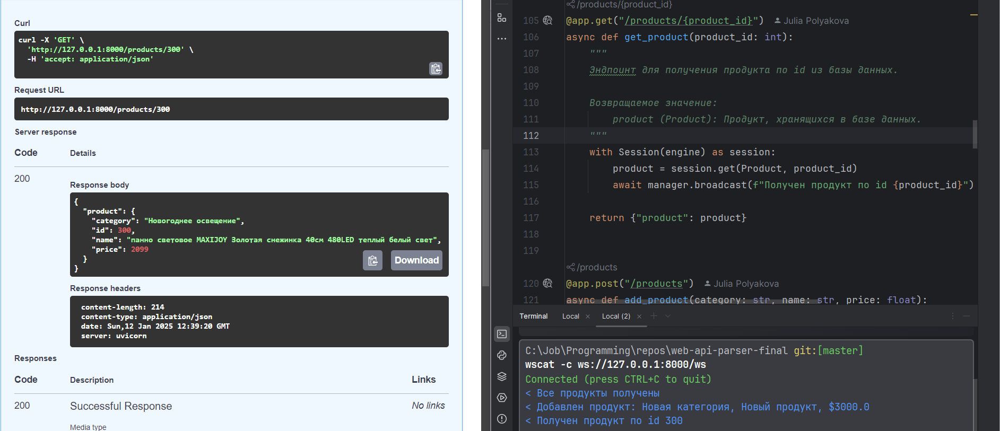 Curl
curl -X 'GET' \
'http://127.0.0.1:8000/products/300' \
-H 'accept: application/json'
Request URL
http://127.0.0.1:8000/products/300
Server response
Code Details
200
Response body
{
"product": {
"category": "Новогоднее освещение",
"id": 300,
"name": "панно световое MAXIJOY Золотая снежинка 40см 480LED теплый белый свет",
"price": 2099
}
}
Download
Response headers
content-length: 214
content-type: application/json
date: Sun,12 Jan 2025 12:39:20 GMT
server: uvicorn
Responses
Code Description Links
200 Successful Response No links
Media type
/products/{product_id}
105 @app.get("/products/{product_id}") Julia Polyakova
106 async def get_product(product_id: int):
107 """
108 Эндпоинт для получения продукта по id из базы данных.
109
110 Возвращаемое значение:
111 product (Product): Продукт, хранящихся в базе данных.
112 """
113 with Session(engine) as session:
114 product = session.get(Product, product_id)
115 await manager.broadcast(f"Получен продукт по id {product_id}")
116
117 return {"product": product}
118
119
/products
120 @app.post("/products") Julia Polyakova
121 async def add_product(category: str, name: str, price: float):
Terminal Local × Local (2) ×
C:\Job\Programming\repos\web-api-parser-final git:[master]
wscat -c ws://127.0.0.1:8000/ws
Connected (press CTRL+C to quit)
< Все продукты получены
< Добавлен продукт: Новая категория, Новый продукт, $3000.0
< Получен продукт по id 300